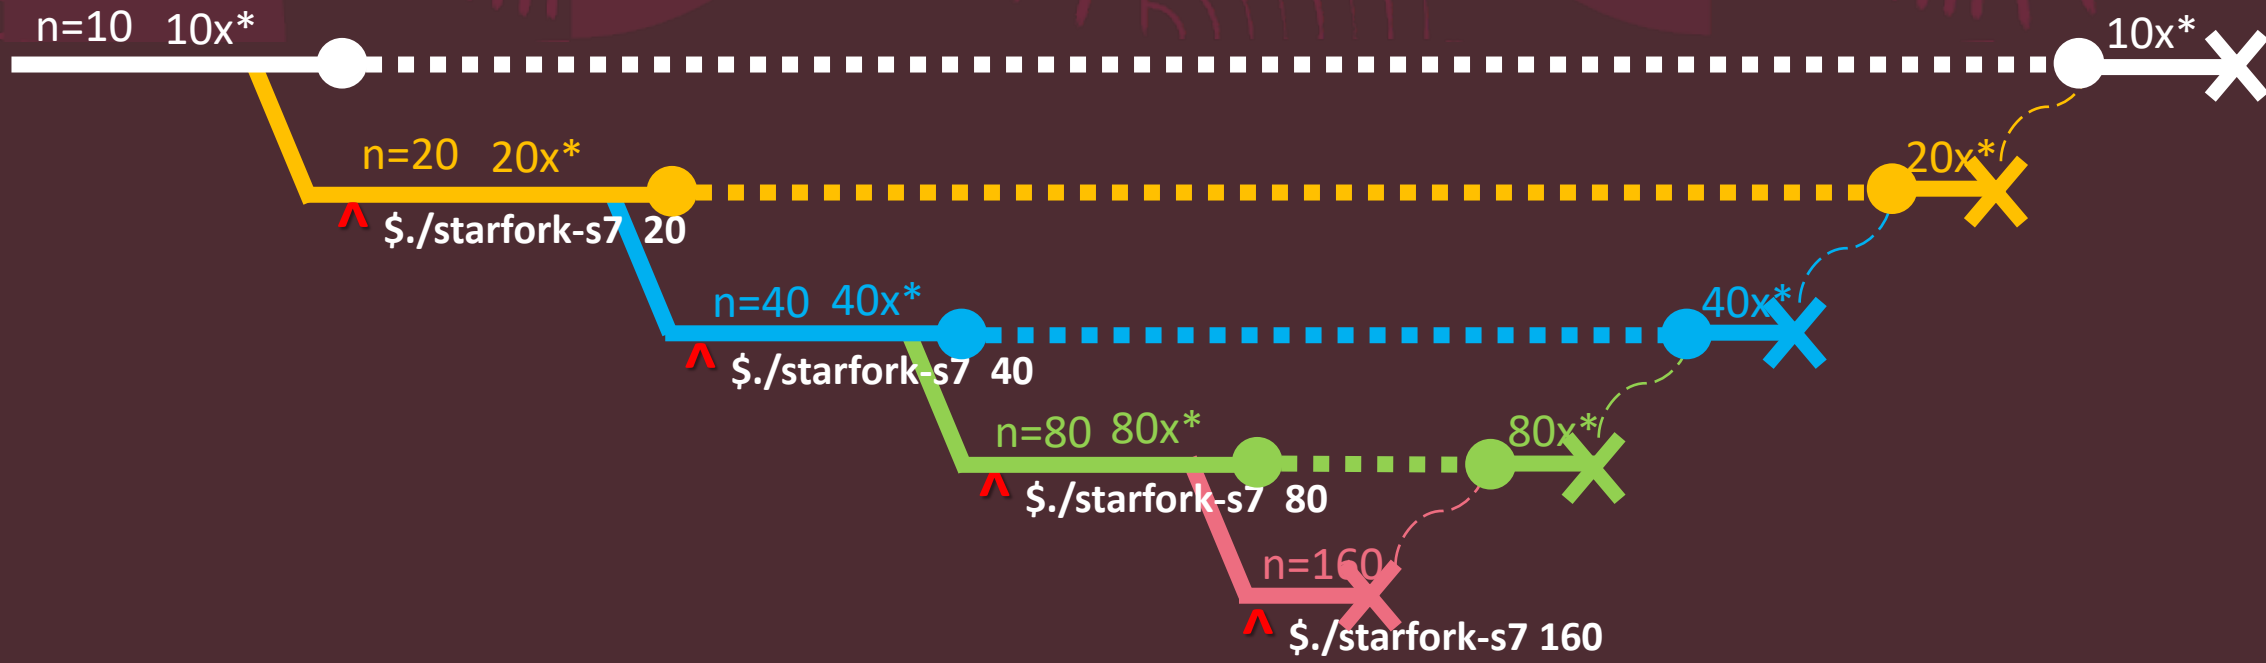 n=10 10x* 10x*
n=20 20x* 20x*
^ $./starfork-s7 20
n=40 40x* 40x*
^ $./starfork-s7 40
n=80 80x* 80x*
^ $./starfork-s7 80
n=160
^ $./starfork-s7 160